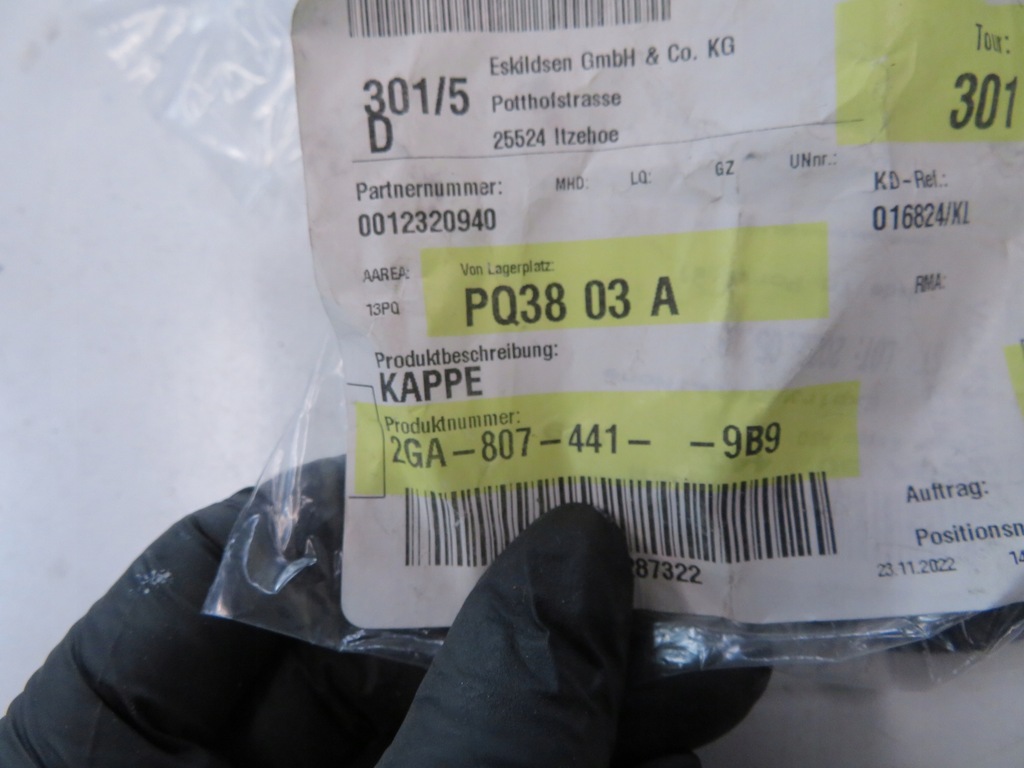 Eskildsen GmbH & Co. KG
301/5
Potthofstrasse
D
25524 Itzehoe
Tour:
301
Partnernummer:
MHD:
LQ:
GZ
UNnr.:
KD-Ref.:
0012320940
016824/KL
AAREA:
Von Lagerplatz:
13PQ
PQ38 03 A
RMA:
Produktbeschreibung:
KAPPE
Produktnummer:
2GA-807-441- -9B9
87322
Auftrag:
Positionsn
23.11.2022